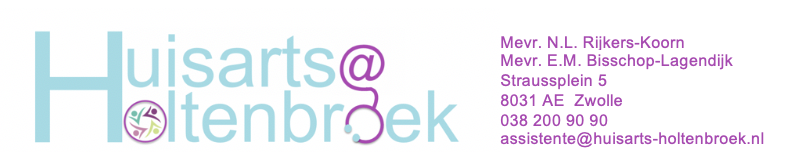 Huisarts@
Holtenbroek
Mevr. N.L. Rijkers-Koorn
Mevr. E.M. Bisschop-Lagendijk
Straussplein 5
8031 AE  Zwolle
038 200 90 90
assistente@huisarts-holtenbroek.nl